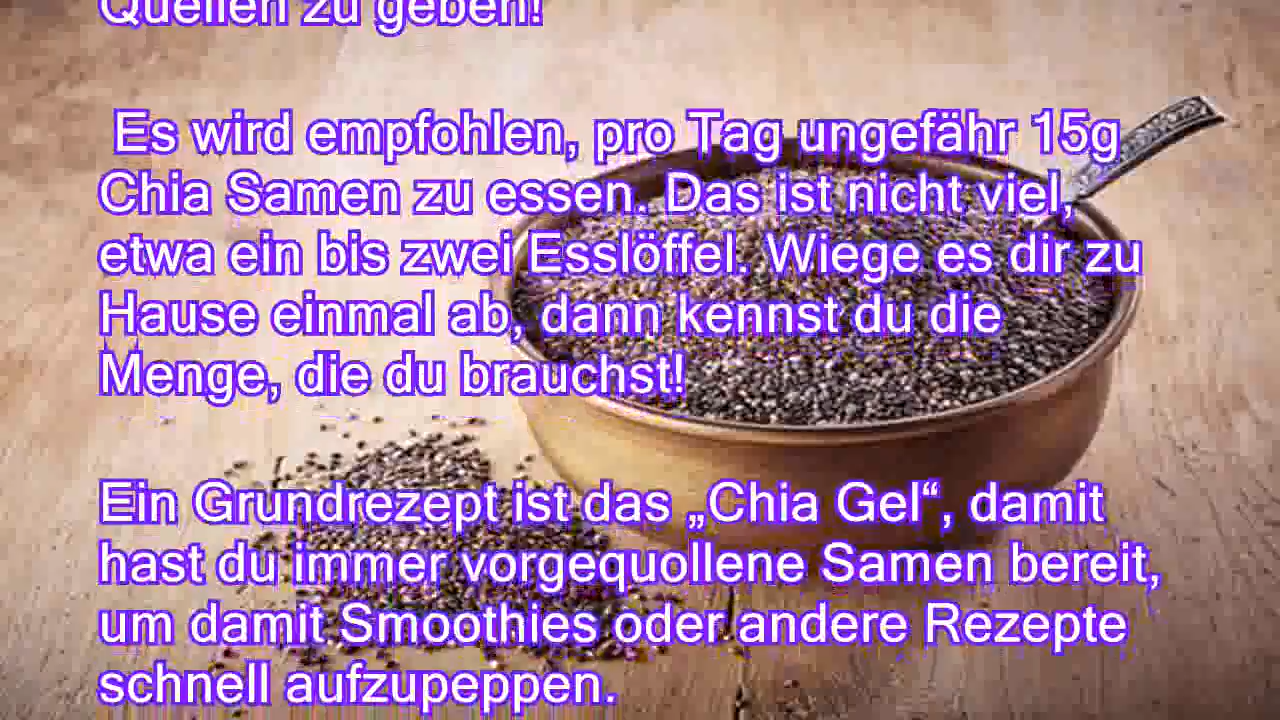 Quellen zu geben!
Es wird empfohlen, pro Tag ungefähr 15g
Chia Samen zu essen. Das ist nicht viel,
etwa ein bis zwei Esslöffel. Wiege es dir zu
Hause einmal ab, dann kennst du die
Menge, die du brauchst!
Ein Grundrezept ist das „Chia Gel“, damit
hast du immer vorgequollene Samen bereit,
um damit Smoothies oder andere Rezepte
schnell aufzupeppen.